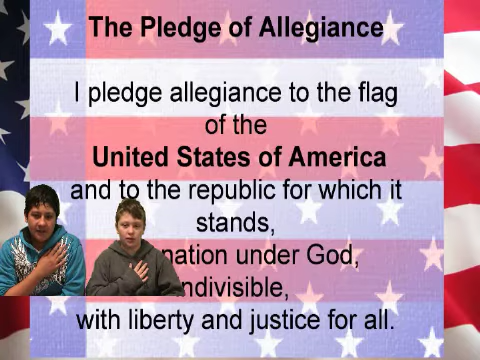 The Pledge of Allegiance
I pledge allegiance to the flag
of the
United States of America
and to the republic for which it
stands,
nation under God,
ndivisible,
with liberty and justice for all.